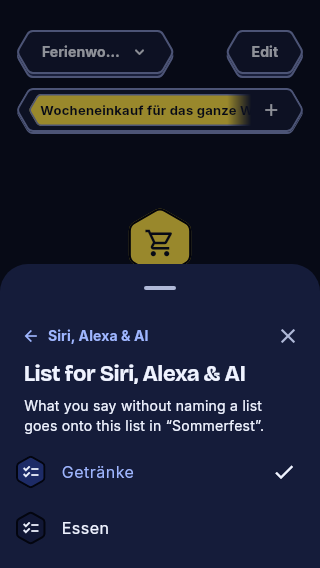 Ferienwo...
Edit
Wocheneinkauf für das ganze
Siri, Alexa & AI
List for Siri, Alexa & AI
What you say without naming a list
goes onto this list in “Sommerfest”.
Getränke
Essen